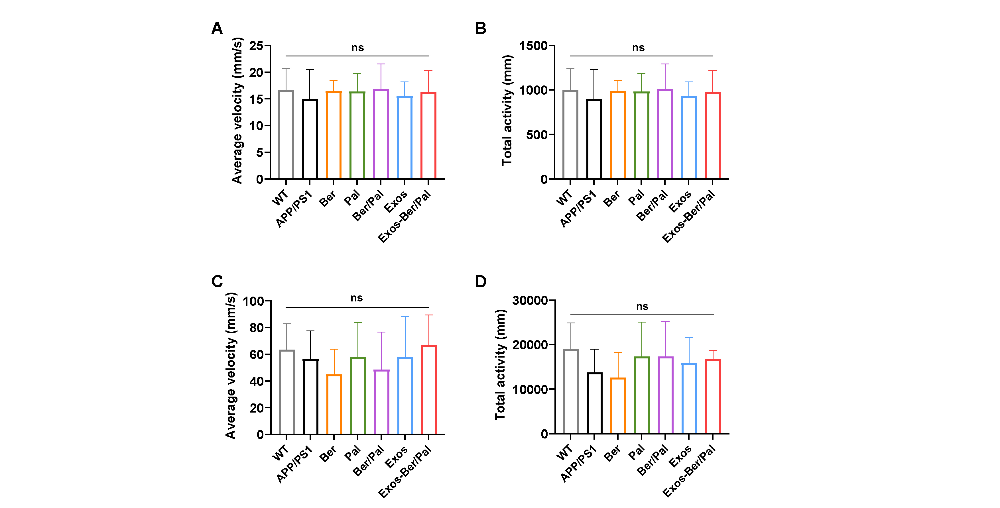 A
Average velocity (mm/s)
25
20
15
10
5
0
ns
WT
APP/PS1
Ber
Pal
Ber/Pal
Exos
Exos-Ber/Pal
B
Total activity (mm)
1500
1000
500
0
ns
WT
APP/PS1
Ber
Pal
Ber/Pal
Exos
Exos-Ber/Pal
C
Average velocity (mm/s)
100
80
60
40
20
0
ns
WT
APP/PS1
Ber
Pal
Ber/Pal
Exos
Exos-Ber/Pal
D
Total activity (mm)
30000
20000
10000
0
ns
WT
APP/PS1
Ber
Pal
Ber/Pal
Exos
Exos-Ber/Pal